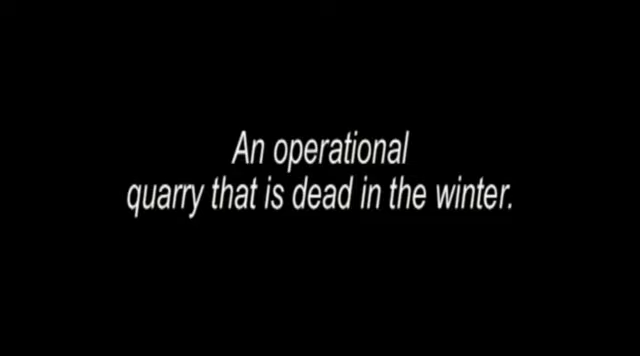 An operational
quarry that is dead in the winter.